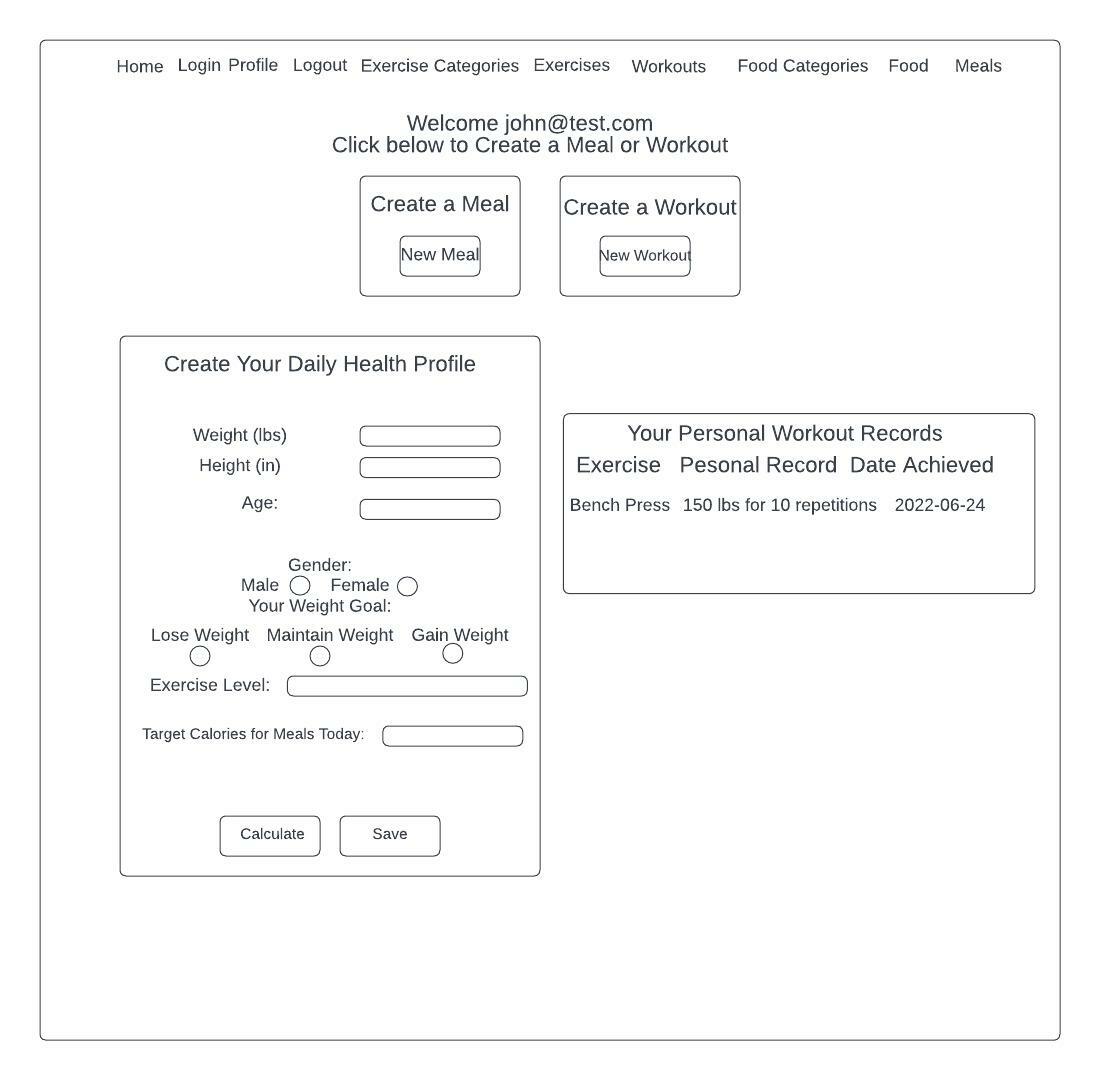 Home Login Profile Logout Exercise Categories Exercises Workouts Food Categories Food Meals
Welcome john@test.com
Click below to Create a Meal or Workout
Create a Meal
New Meal
Create a Workout
New Workout
Create Your Daily Health Profile
Weight (lbs)
Height (in)
Age:
Gender:
Male Female
Your Weight Goal:
Lose Weight Maintain Weight Gain Weight
Exercise Level:
Target Calories for Meals Today:
Calculate Save
Your Personal Workout Records
Exercise Pesonal Record Date Achieved
Bench Press 150 lbs for 10 repetitions 2022-06-24